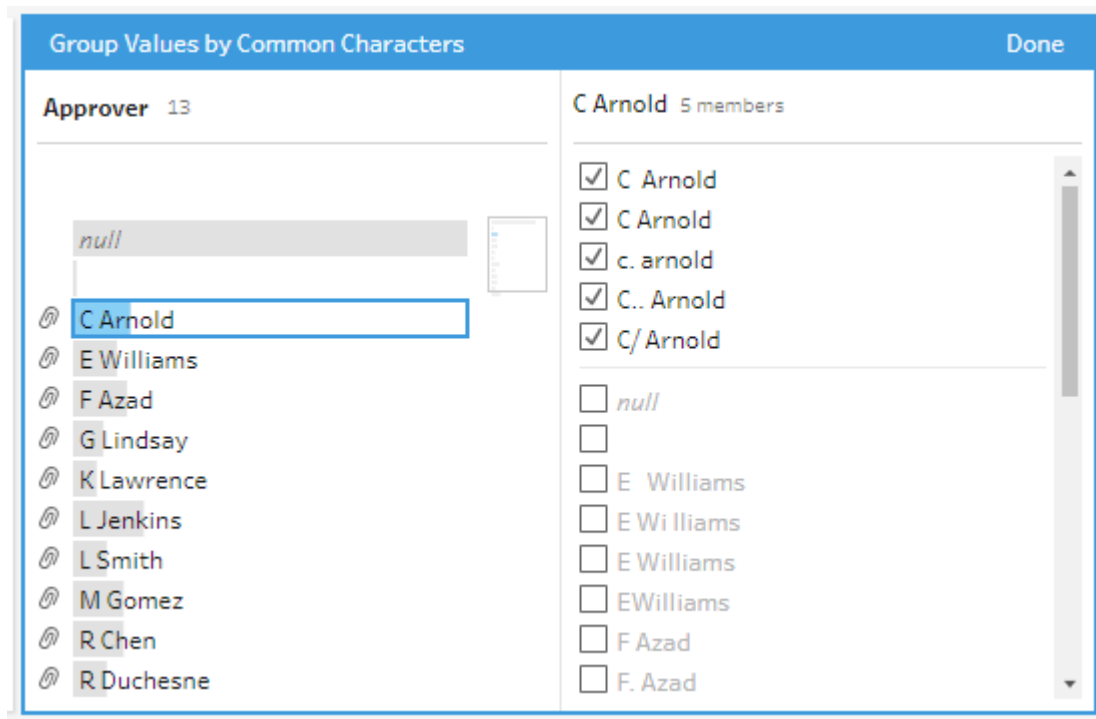 Group Values by Common Characters Done
Approver 13
null
C Arnold
E Williams
F Azad
G Lindsay
K Lawrence
L Jenkins
L Smith
M Gomez
R Chen
R Duchesne
C Arnold 5 members
C  Arnold
C Arnold
c. arnold
C.. Arnold
C/ Arnold
null
E   Williams
E Wi lliams
E Williams
EWilliams
F Azad
F. Azad